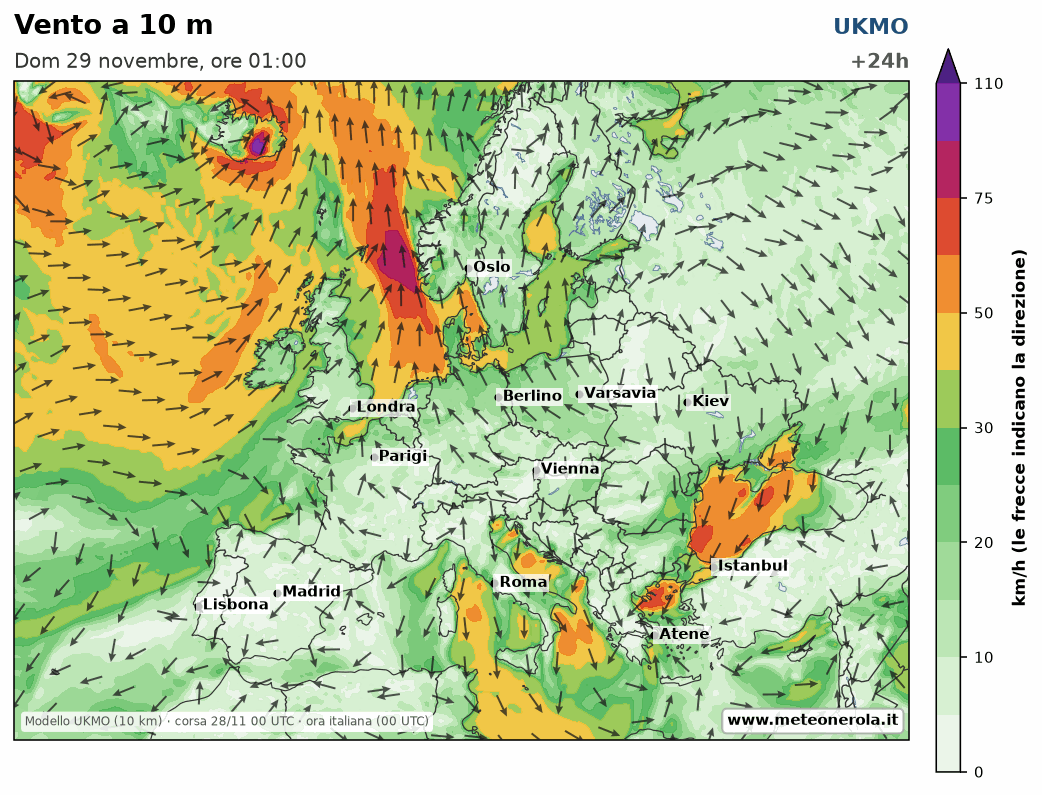 Vento a 10 m
UKMO
Dom 29 novembre, ore 01:00
+24h
110
75
50
30
20
10
0
km/h (le frecce indicano la direzione)
Oslo
Berlino
Varsavia
Kiev
Londra
Parigi
Vienna
Istanbul
Roma
Madrid
Lisbona
Atene
Modello UKMO (10 km) · corsa 28/11 00 UTC · ora italiana (00 UTC)
www.meteonerola.it